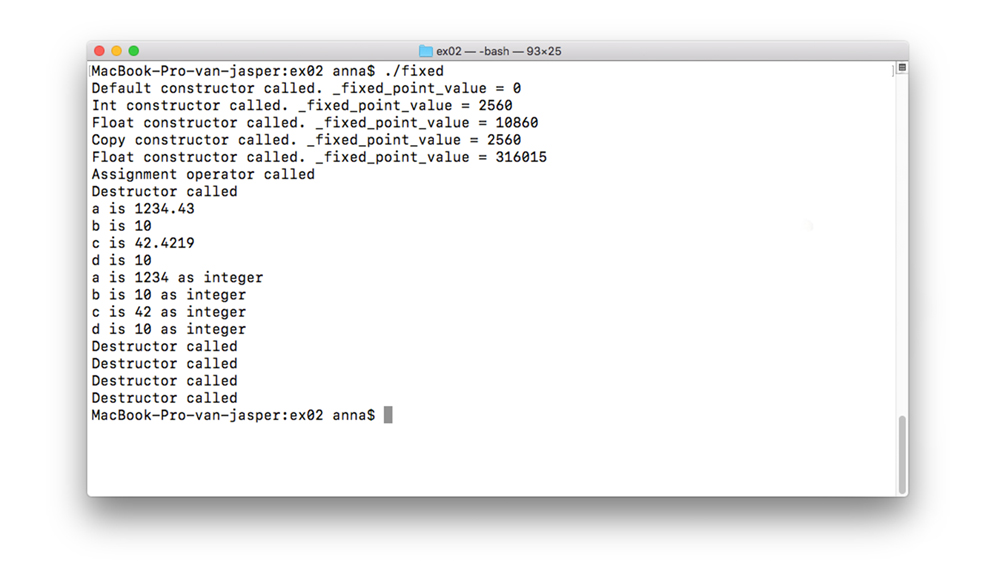 ex02 — -bash — 93×25
MacBook-Pro-van-jasper:ex02 anna$ ./fixed
Default constructor called. _fixed_point_value = 0
Int constructor called. _fixed_point_value = 2560
Float constructor called. _fixed_point_value = 10860
Copy constructor called. _fixed_point_value = 2560
Float constructor called. _fixed_point_value = 316015
Assignment operator called
Destructor called
a is 1234.43
b is 10
c is 42.4219
d is 10
a is 1234 as integer
b is 10 as integer
c is 42 as integer
d is 10 as integer
Destructor called
Destructor called
Destructor called
Destructor called
MacBook-Pro-van-jasper:ex02 anna$